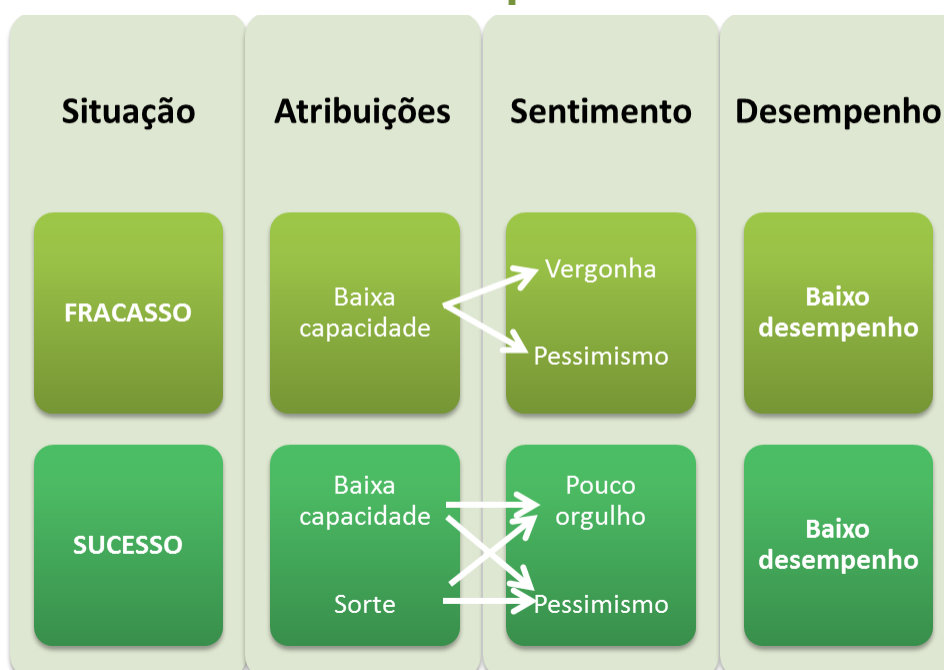 Situação
Atribuições
Sentimento
Desempenho
FRACASSO
Baixa
capacidade
Vergonha
Pessimismo
Baixo
desempenho
SUCESSO
Baixa
capacidade
Sorte
Pouco
orgulho
Pessimismo
Baixo
desempenho